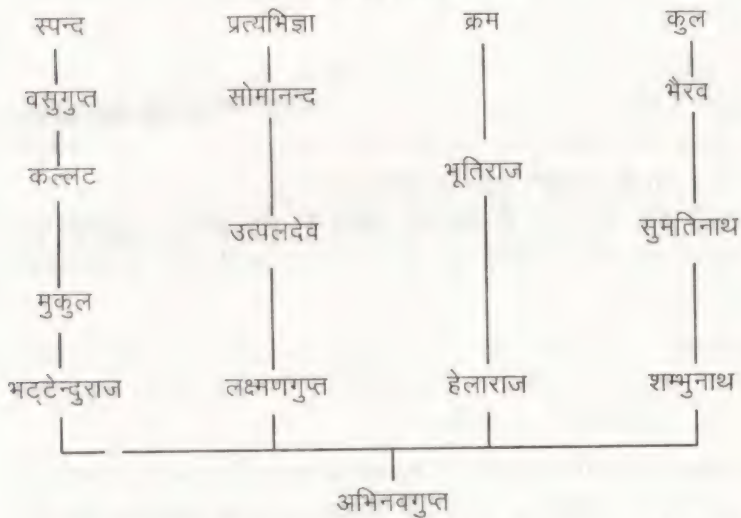 स्पन्द प्रत्यभिज्ञा क्रम कुल
वसुगुप्त सोमानन्द भैरव
कल्लट भूतिराज
उत्पलदेव सुमतिनाथ
मुकुल
भट्टेन्दुराज लक्ष्मणगुप्त हेलाराज शम्भुनाथ
अभिनवगुप्त